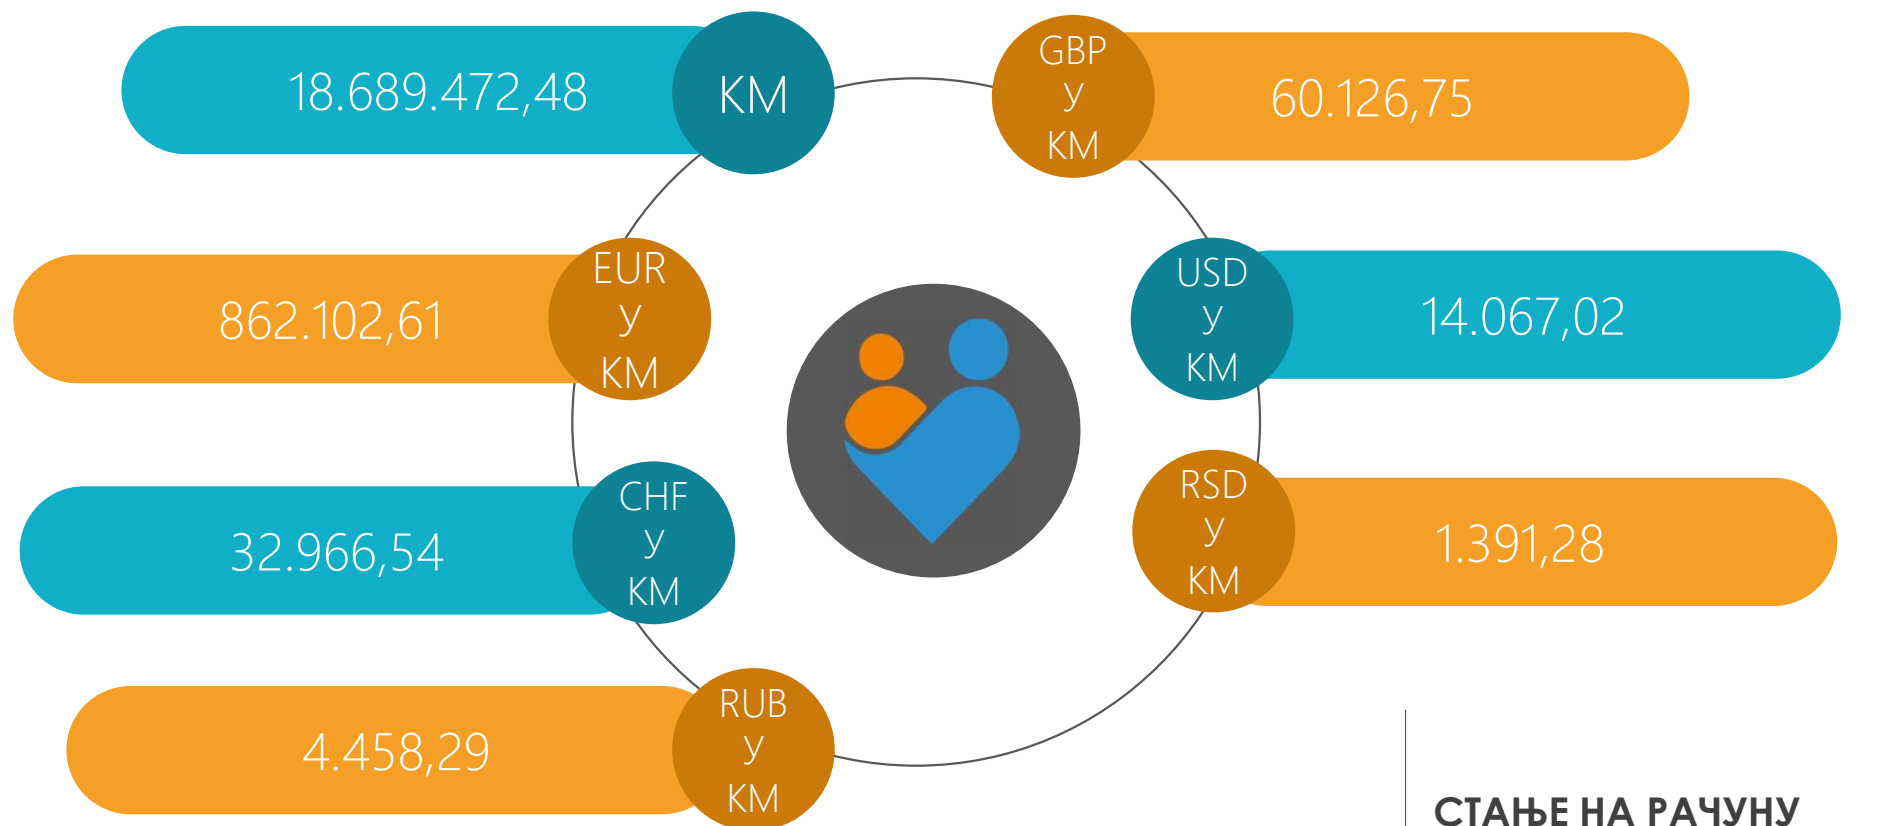 18.689.472,48
КМ
GBP
у
КМ
60.126,75
862.102,61
EUR
у
КМ
USD
у
КМ
14.067,02
32.966,54
CHF
у
КМ
RSD
у
КМ
1.391,28
4.458,29
RUB
у
КМ
СТАЊЕ НА РАЧУНУ